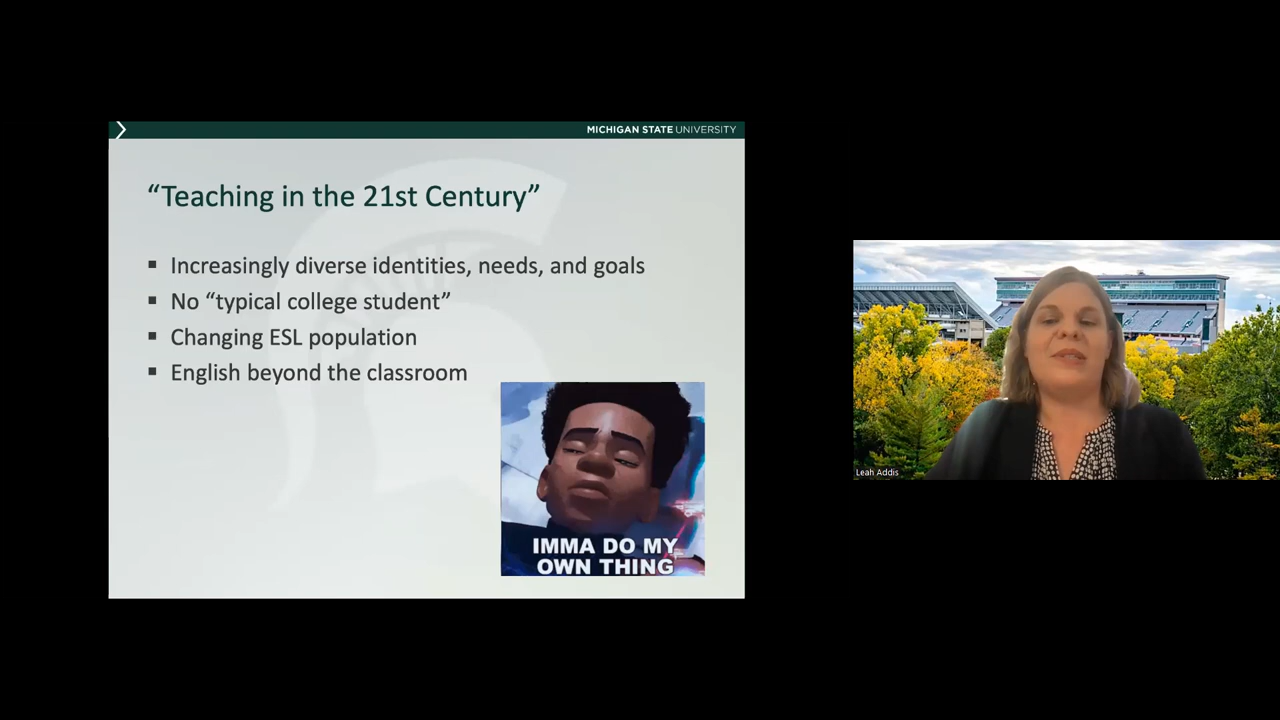 MICHIGAN STATE UNIVERSITY
“Teaching in the 21st Century”
▪ Increasingly diverse identities, needs, and goals
▪ No “typical college student”
▪ Changing ESL population
▪ English beyond the classroom
IMMA DO MY
OWN THING
Leah Addis